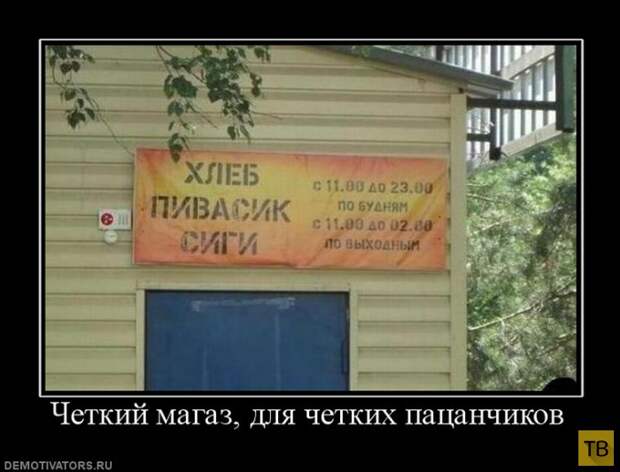 ХЛЕБ
ПИВАСИК
СИГИ
с 11.00 до 23.00
по будням
с 11.00 до 02.00
по выходным
Четкий магаз, для четких пацанчиков
DEMOTIVATORS.RU
ТВ